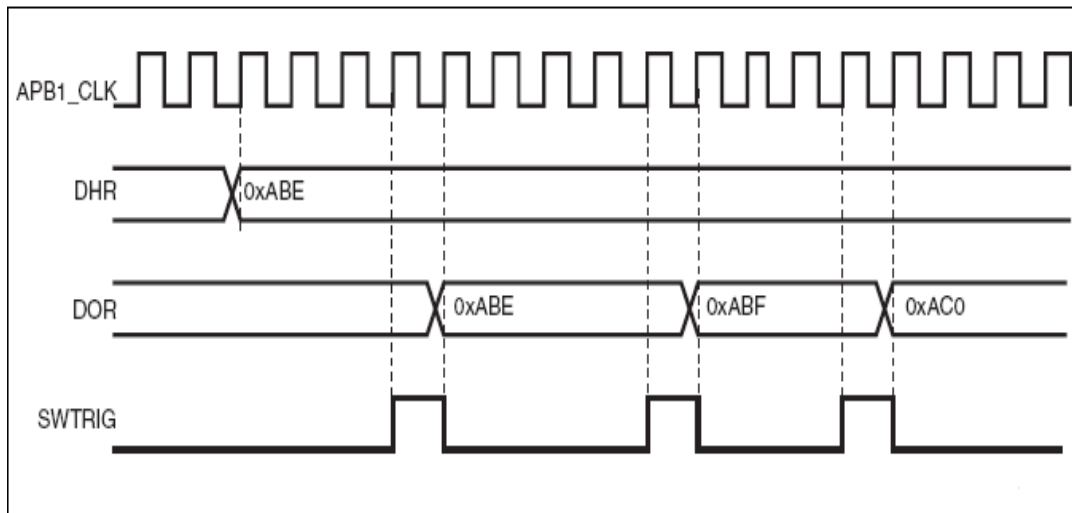 APB1_CLK
DHR
0xABE
DOR
0xABE
0xABF
0xAC0
SWTRIG